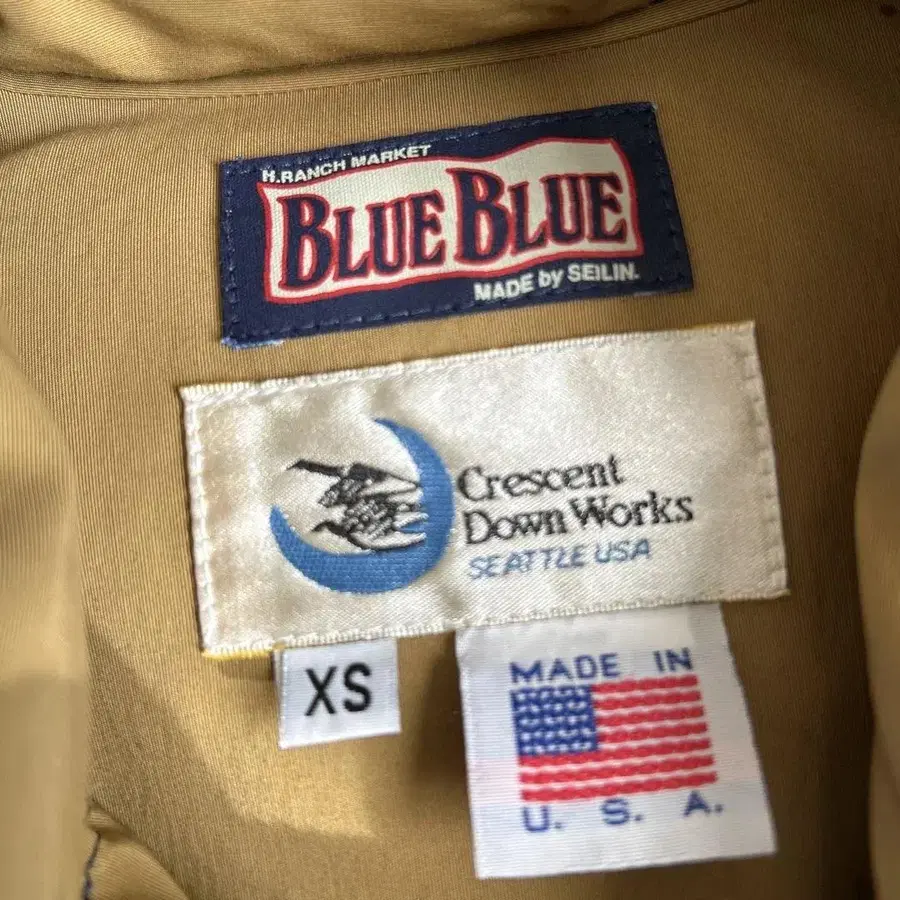 H.RANCH MARKET
BLUE BLUE
MADE by SEILIN.
Crescent
Down Works
SEATTLE USA
XS
MADE IN
U. S. A.